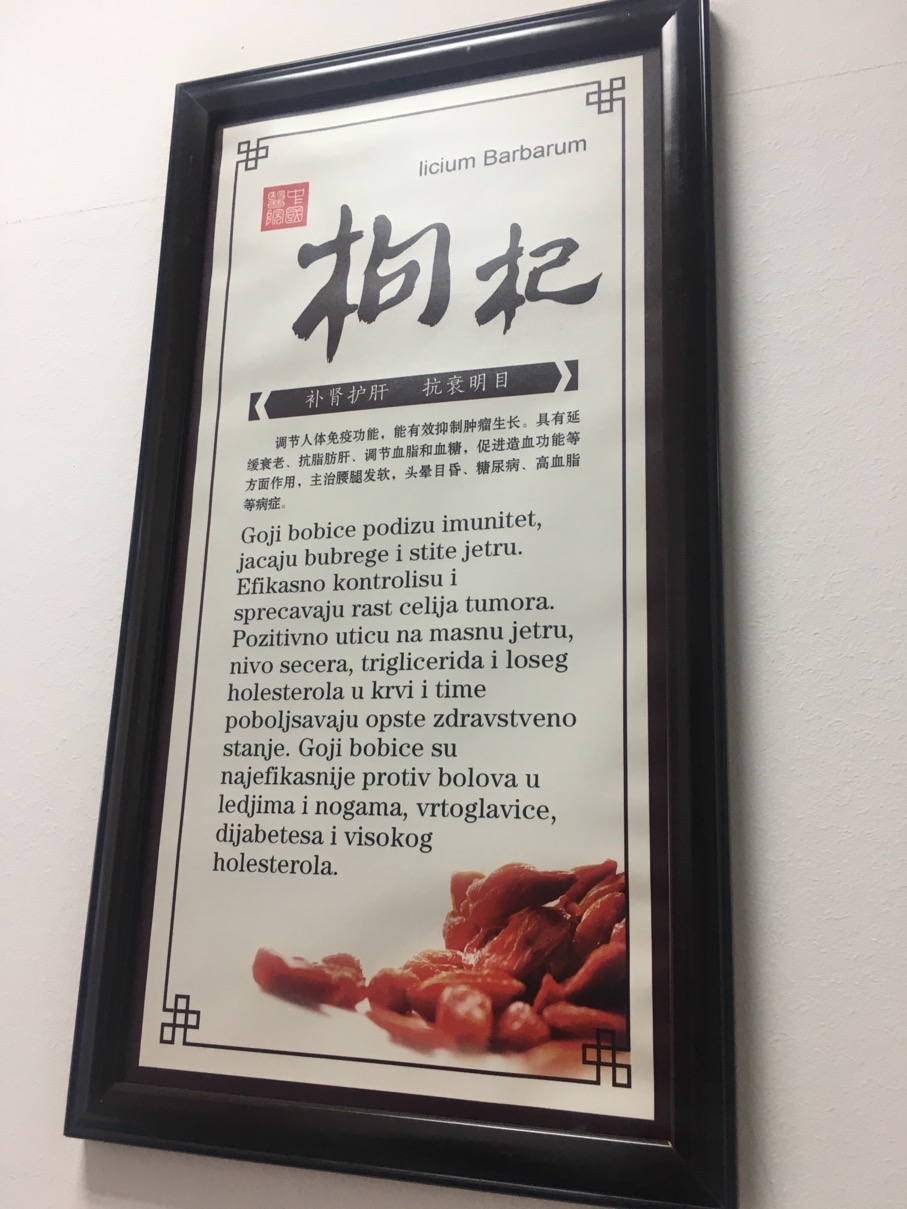 licium Barbarum
中國
醫院
枸杞
补肾护肝 抗衰明目
调节人体免疫功能，能有效抑制肿瘤生长。具有延
缓衰老、抗脂肪肝、调节血脂和血糖，促进造血功能等
方面作用，主治腰腿发软，头晕目昏、糖尿病、高血脂
等病症。
Goji bobice podizu imunitet,
jacaju bubrege i stite jetru.
Efikasno kontrolisu i
sprecavaju rast celija tumora.
Pozitivno uticu na masnu jetru,
nivo secera, triglicerida i loseg
holesterola u krvi i time
poboljsavaju opste zdravstveno
stanje. Goji bobice su
najefikasnije protiv bolova u
ledjima i nogama, vrtoglavice,
dijabetesa i visokog
holesterola.